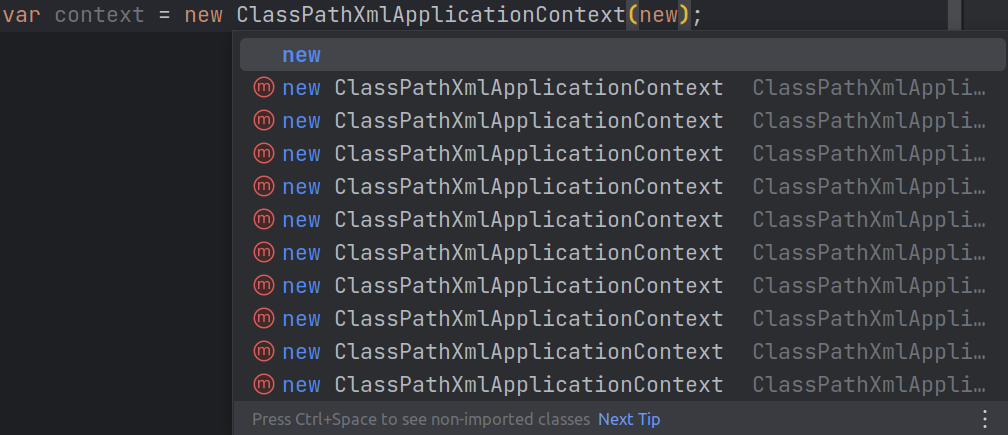 var context = new ClassPathXmlApplicationContext(new);
new
m new ClassPathXmlApplicationContext ClassPathXmlAppli…
m new ClassPathXmlApplicationContext ClassPathXmlAppli…
m new ClassPathXmlApplicationContext ClassPathXmlAppli…
m new ClassPathXmlApplicationContext ClassPathXmlAppli…
m new ClassPathXmlApplicationContext ClassPathXmlAppli…
m new ClassPathXmlApplicationContext ClassPathXmlAppli…
m new ClassPathXmlApplicationContext ClassPathXmlAppli…
m new ClassPathXmlApplicationContext ClassPathXmlAppli…
m new ClassPathXmlApplicationContext ClassPathXmlAppli…
m new ClassPathXmlApplicationContext ClassPathXmlAppli…
Press Ctrl+Space to see non-imported classes Next Tip